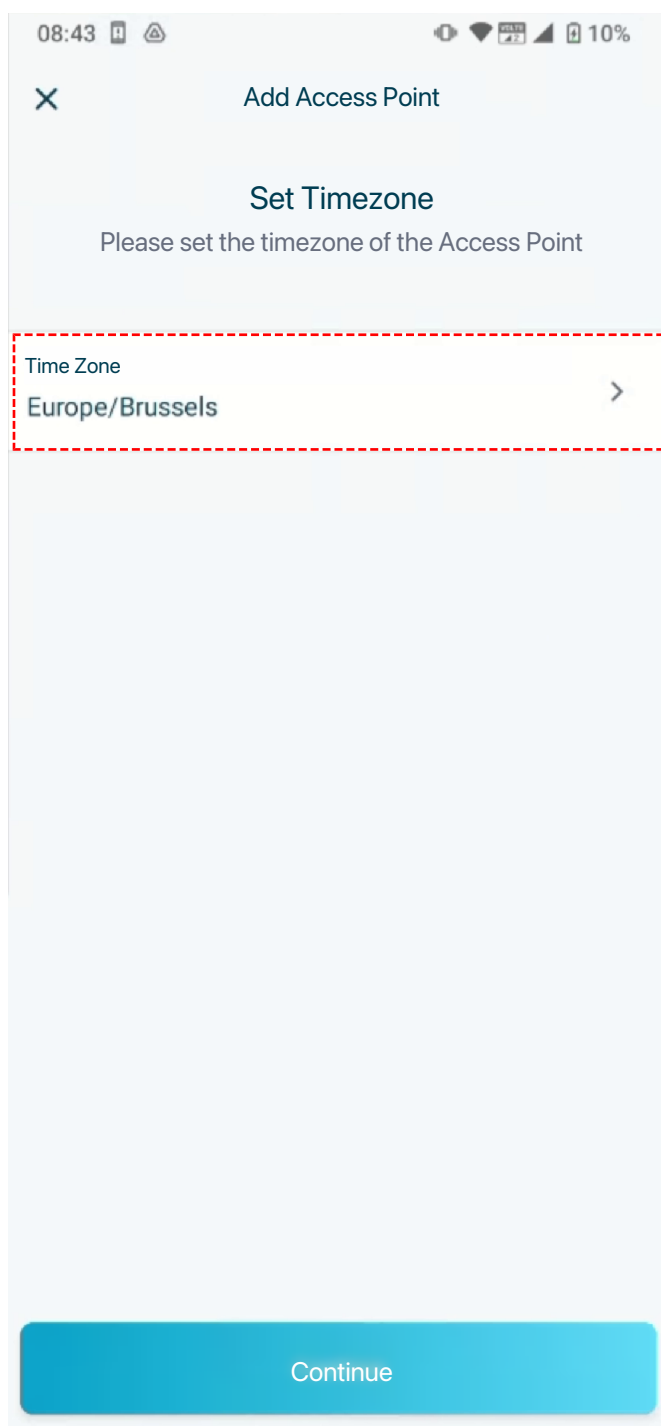 08:43 10%
Add Access Point
Set Timezone
Please set the timezone of the Access Point
Time Zone
Europe/Brussels
Continue